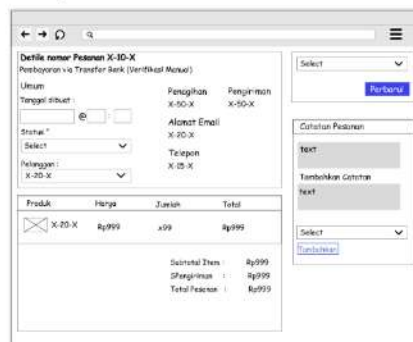 Detile nomor Pesanan X-10-X
Pembayaran via Transfer Bank (Verifikasi Manual)
Umum
Tanggal dibuat :
@ :
Status *
Select
Pelanggan :
X-20-X
Penagihan Pengiriman
X-50-X X-50-X
Alamat Email
X-20-X
Telepon
X-15-X
Select
Perbarui
Catatan Pesanan
text
Tambahkan Catatan
text
Select
Tambahkan
Produk Harga Jumlah Total
X-20-X Rp999 x99 Rp999
Subtotal Item : Rp999
SPengiriman : Rp999
Total Pesanan : Rp999